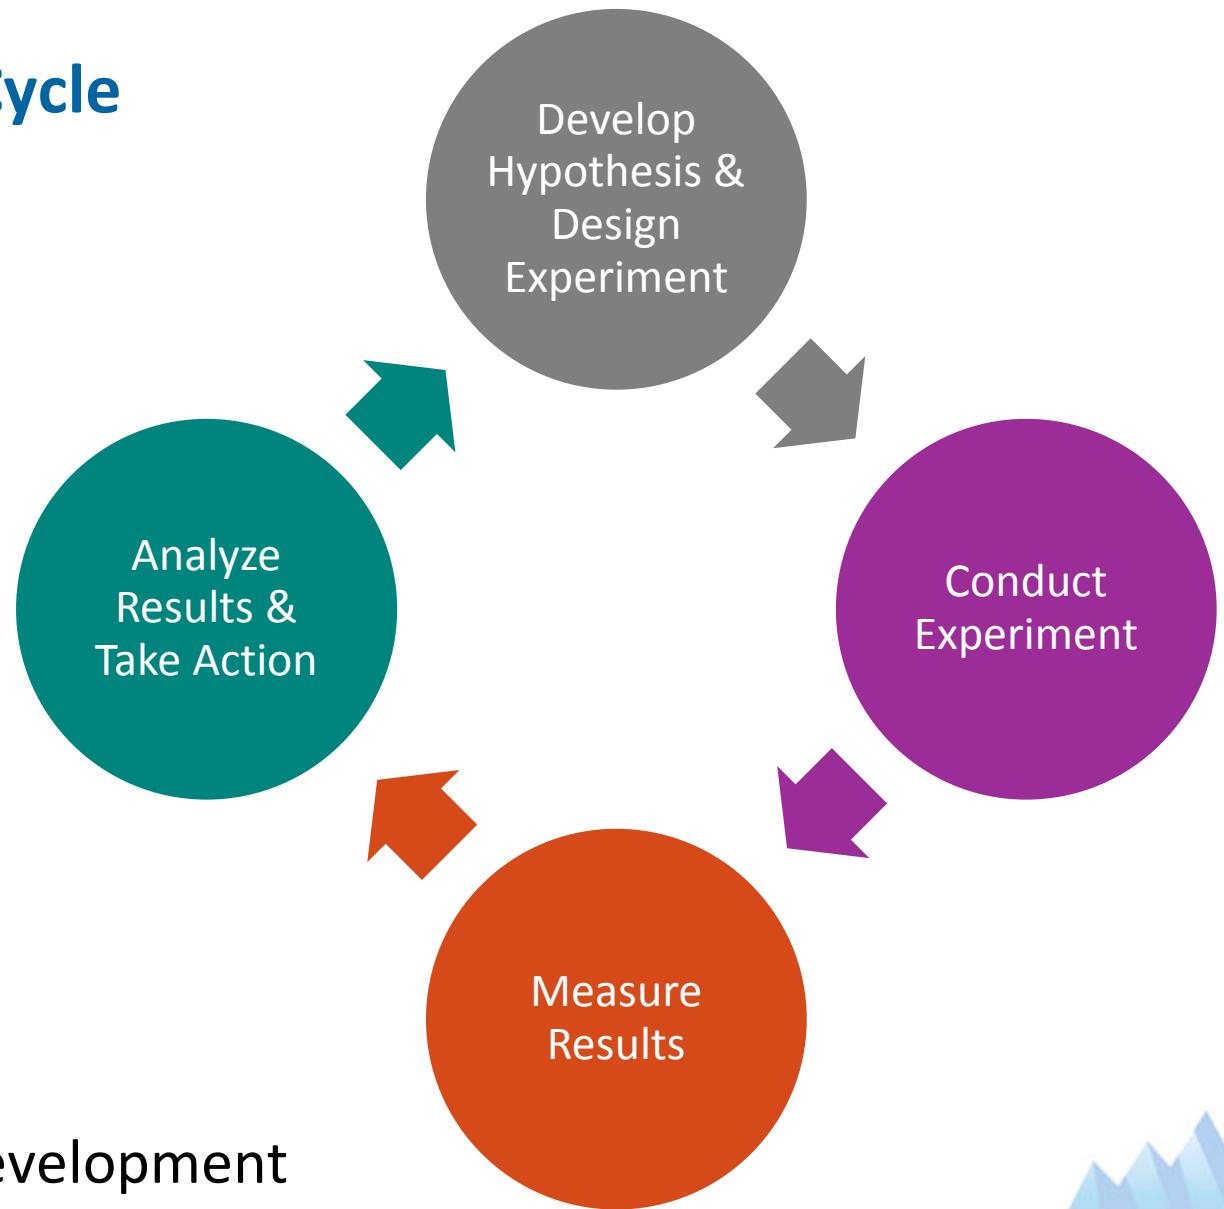 Cycle
Develop
Hypothesis &
Design
Experiment
Conduct
Experiment
Measure
Results
Analyze
Results &
Take Action
evelopment